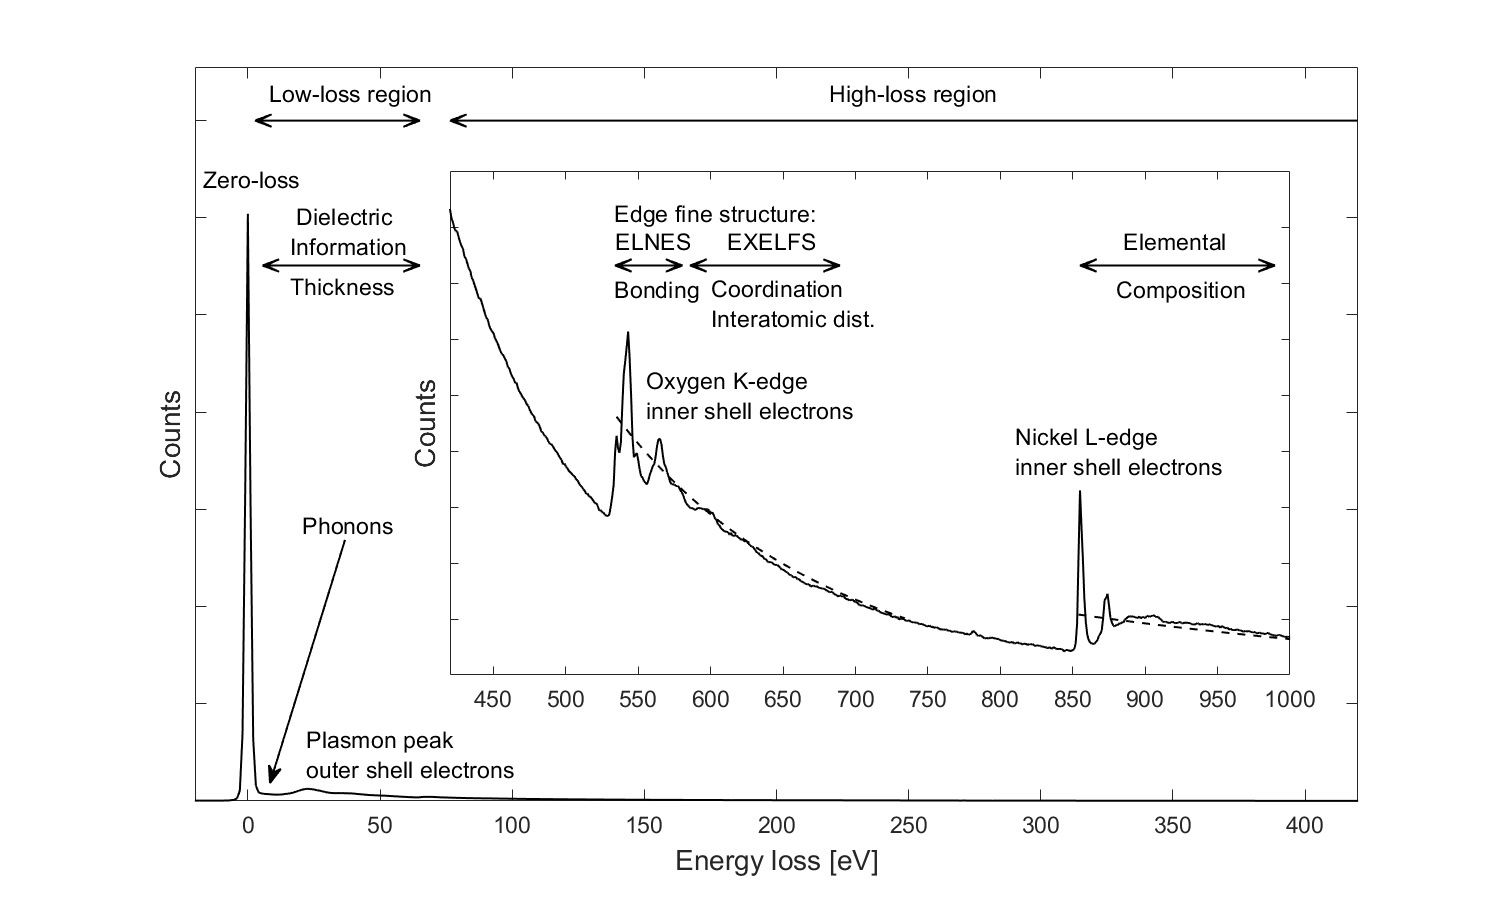 Low-loss region
High-loss region
Zero-loss
Dielectric
Information
Thickness
Edge fine structure:
ELNES
EXELFS
Bonding
Coordination
Interatomic dist.
Elemental
Composition
Oxygen K-edge
inner shell electrons
Nickel L-edge
inner shell electrons
Counts
Counts
Phonons
Plasmon peak
outer shell electrons
450 500 550 600 650 700 750 800 850 900 950 1000
0 50 100 150 200 250 300 350 400
Energy loss [eV]